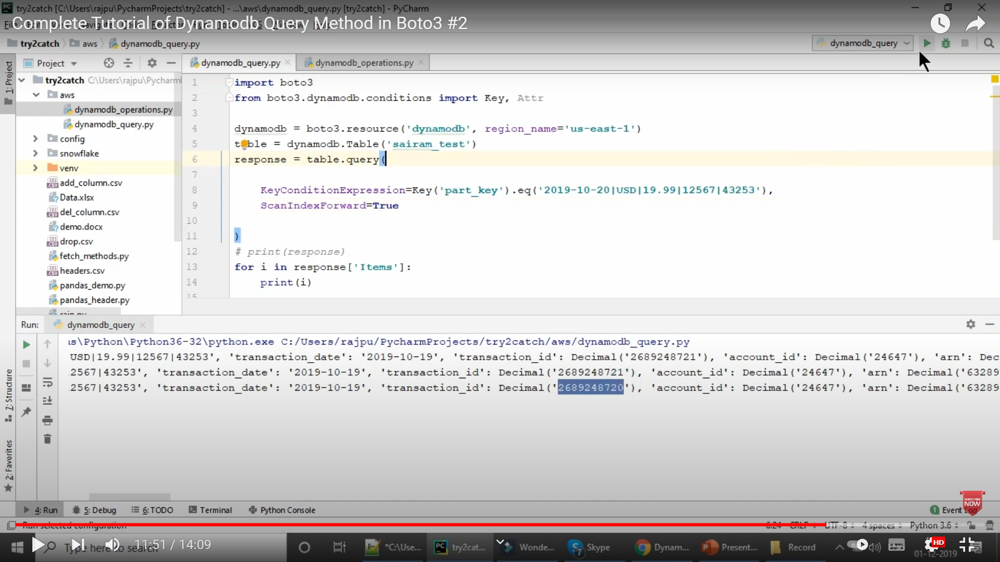 try2catch [C:\Users\rajpu\PycharmProjects\try2catch] - ...\aws\dynamodb_query.py [try2catch] - PyCharm
Complete Tutorial of Dynamodb Query Method in Boto3 #2
try2catch aws dynamodb_query.py
dynamodb_query
1: Project
Project
dynamodb_query.py dynamodb_operations.py
try2catch C:\Users\rajpu\Pycharm
aws
dynamodb_operations.py
dynamodb_query.py
config
snowflake
venv
add_column.csv
Data.xlsx
del_column.csv
demo.docx
drop.csv
fetch_methods.py
headers.csv
pandas_demo.py
pandas_header.py
1 import boto3
2 from boto3.dynamodb.conditions import Key, Attr
3
4 dynamodb = boto3.resource('dynamodb', region_name='us-east-1')
5 table = dynamodb.Table('sairam_test')
6 response = table.query(
7
8 KeyConditionExpression=Key('part_key').eq('2019-10-20|USD|19.99|12567|43253'),
9 ScanIndexForward=True
10
11 )
12 # print(response)
13 for i in response['Items']:
14 print(i)
15
Run: dynamodb_query
s\Python\Python36-32\python.exe C:/Users/rajpu/PycharmProjects/try2catch/aws/dynamodb_query.py
USD|19.99|12567|43253', 'transaction_date': '2019-10-19', 'transaction_id': Decimal('2689248721'), 'account_id': Decimal('24647'), 'arn': Dec
2567|43253', 'transaction_date': '2019-10-19', 'transaction_id': Decimal('2689248721'), 'account_id': Decimal('24647'), 'arn': Decimal('63289
2567|43253', 'transaction_date': '2019-10-19', 'transaction_id': Decimal('2689248720'), 'account_id': Decimal('24647'), 'arn': Decimal('63289
7: Structure
2: Favorites
4: Run 5: Debug 6: TODO Terminal Python Console
1 Event Log
SUBSCRIBE NOW
Run selected configuration
6:24 CRLF UTF-8 4 spaces Python 3.6
Type here to search
11:51 / 14:09
*C:\Use... try2cat... Wonde... Skype Dynam... Present... Record
ENG
HD
01-12-2019